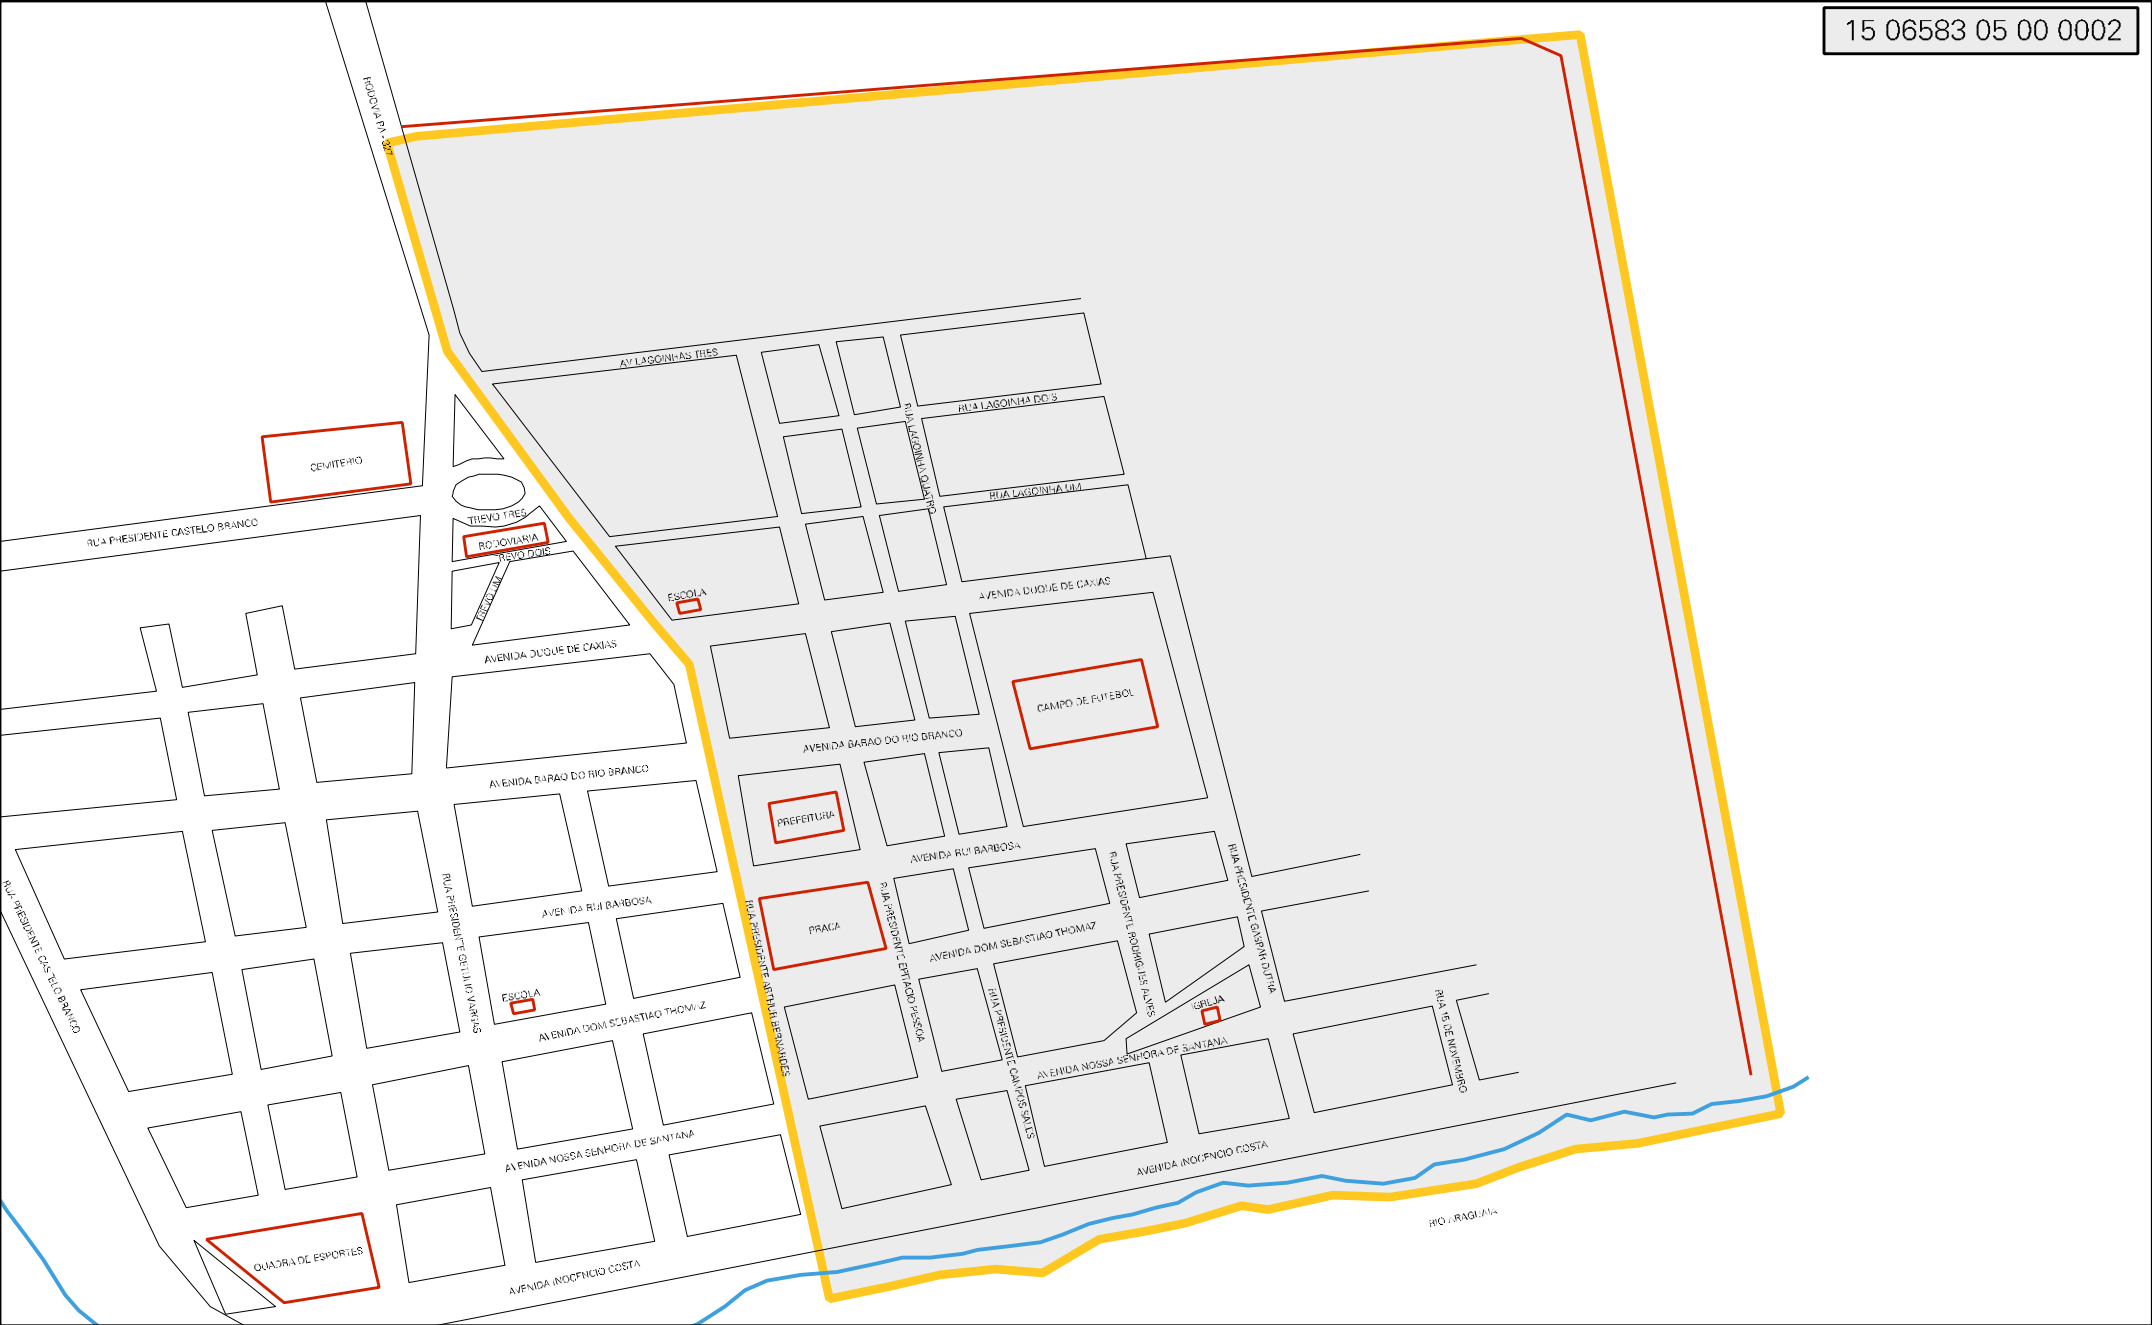 15 06583 05 00 0002
RODOVIA PA - 327
AV LAGOINHAS TRES
RUA LAGOINHA DOIS
RUA LAGOINHA QUATRO
CEMITERIO
RUA LAGOINHA UM
TREVO TRES
RUA PRESIDENTE CASTELO BRANCO
RODOVIARIA
REVO DOIS
TREVO UM
ESCOLA
AVENIDA DUQUE DE CAXIAS
AVENIDA DUQUE DE CAXIAS
CAMPO DE FUTEBOL
AVENIDA BARAO DO RIO BRANCO
AVENIDA BARAO DO RIO BRANCO
PREFEITURA
AVENIDA RUI BARBOSA
AVENIDA RUI BARBOSA
RUA PRESIDENTE CASTELO BRANCO
RUA PRESIDENTE GETULIO VARGAS
RUA PRESIDENTE ARTHUR BERNARDES
PRACA
RUA PRESIDENTE EPITACIO PESSOA
AVENIDA DOM SEBASTIAO THOMAZ
RUA PRESIDENTE RODRIGUES ALVES
RUA PRESIDENTE GASPAR DUTRA
ESCOLA
AVENIDA DOM SEBASTIAO THOMAZ
RUA PRESIDENTE CAMPOS SALLS
IGREJA
RUA 15 DE NOVEMBRO
AVENIDA NOSSA SENHORA DE SANTANA
AVENIDA NOSSA SENHORA DE SANTANA
AVENIDA INOCENCIO COSTA
RIO ARAGUAIA
QUADRA DE ESPORTES
AVENIDA INOCENCIO COSTA